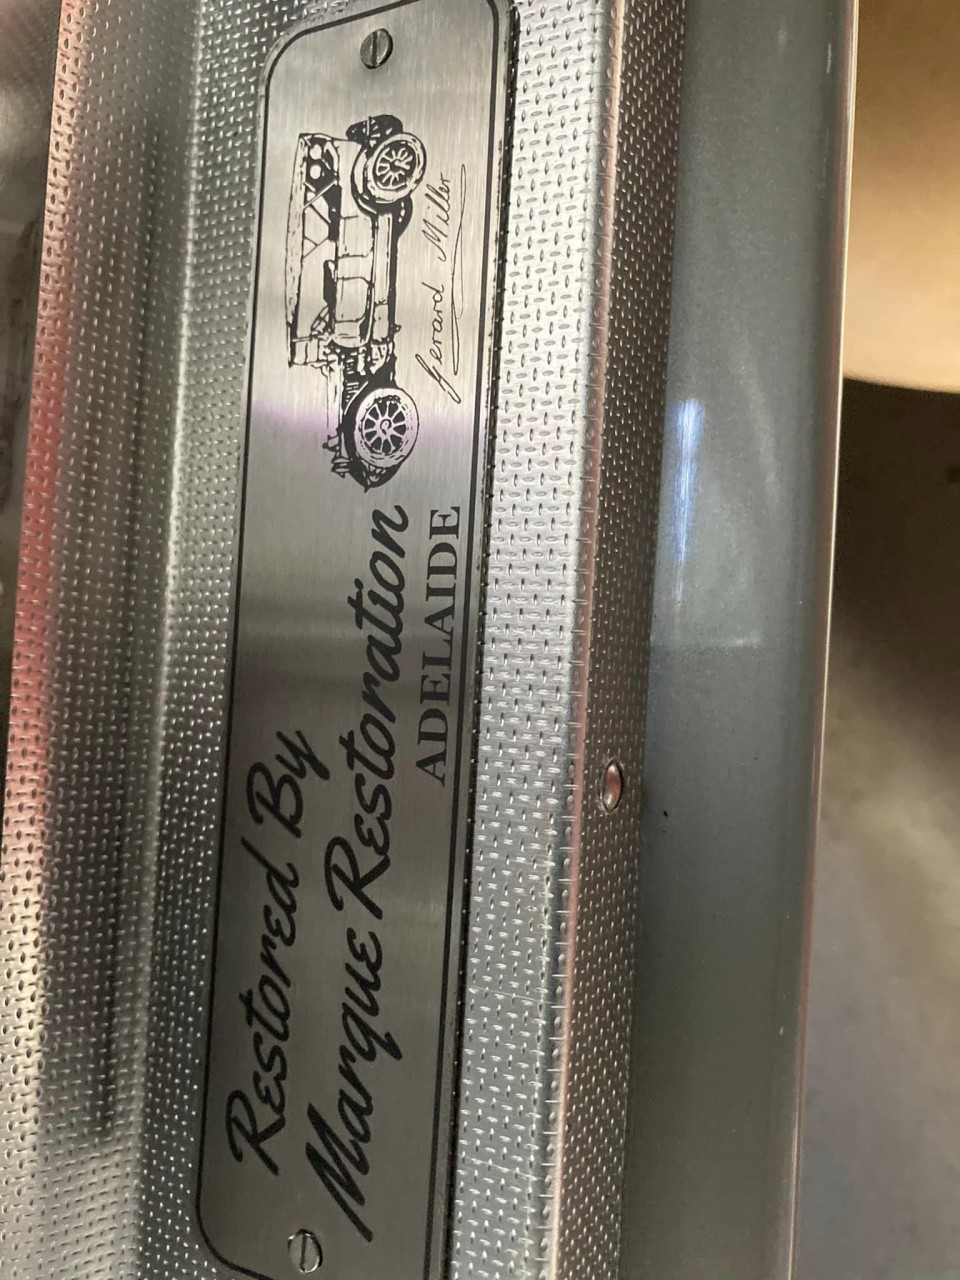 Restored By
Marque Restoration
ADELAIDE
Gerard Miller